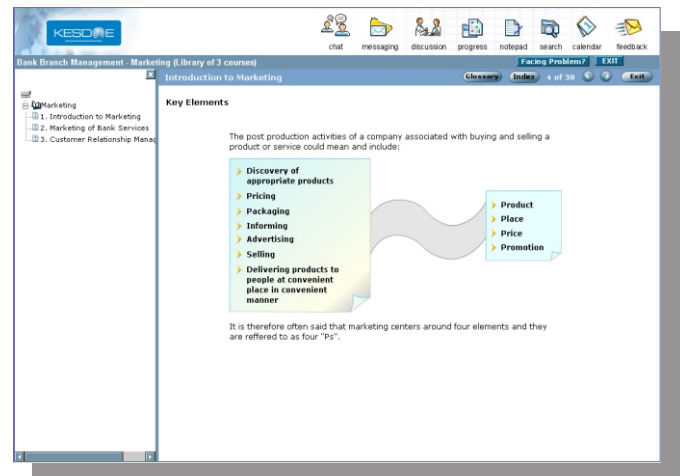 KESDEE
chat messaging discussion progress notepad search calendar feedback
Bank Branch Management - Marketing (Library of 3 courses) Facing Problem? EXIT
Introduction to Marketing Glossary Index 4 of 30 Exit
Marketing
1. Introduction to Marketing
2. Marketing of Bank Services
3. Customer Relationship Manag
Key Elements
The post production activities of a company associated with buying and selling a
product or service could mean and include:
Discovery of
appropriate products
Pricing
Packaging
Informing
Advertising
Selling
Delivering products to
people at convenient
place in convenient
manner
Product
Place
Price
Promotion
It is therefore often said that marketing centers around four elements and they
are reffered to as four "Ps".